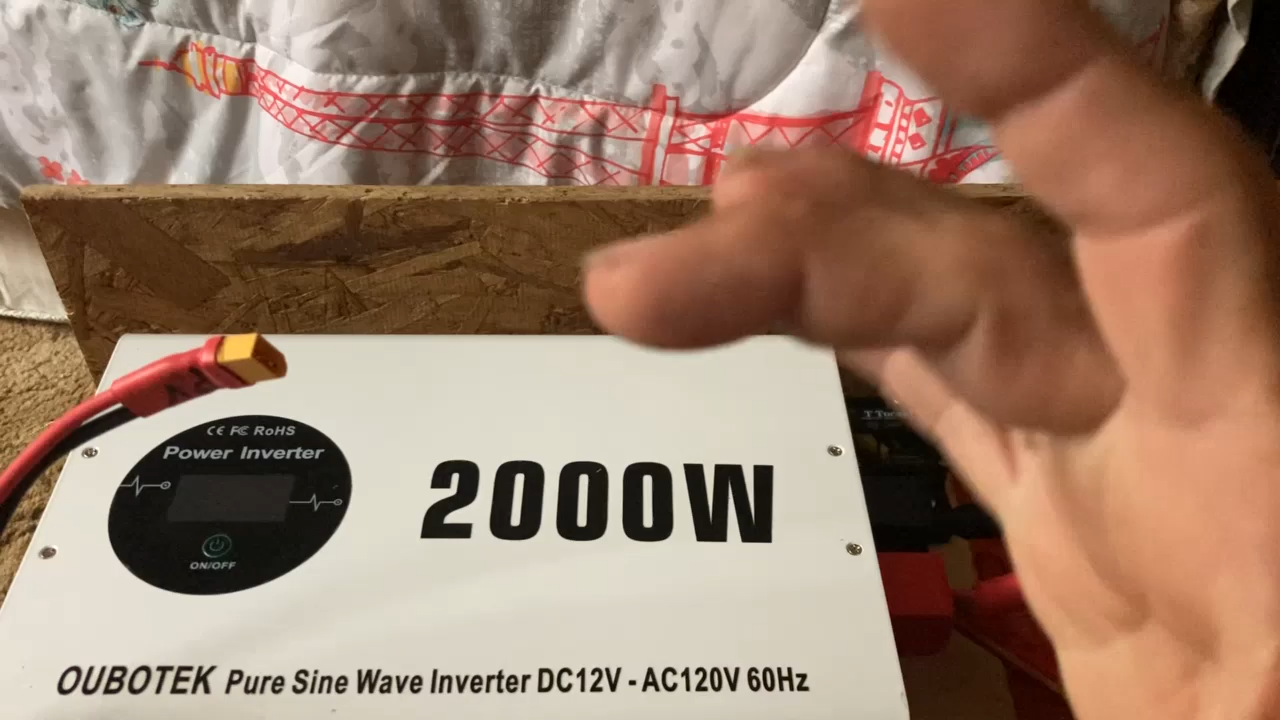 CE FC RoHS
Power Inverter
ON/OFF
2000W
OUBOTEK Pure Sine Wave Inverter DC12V - AC120V 60Hz